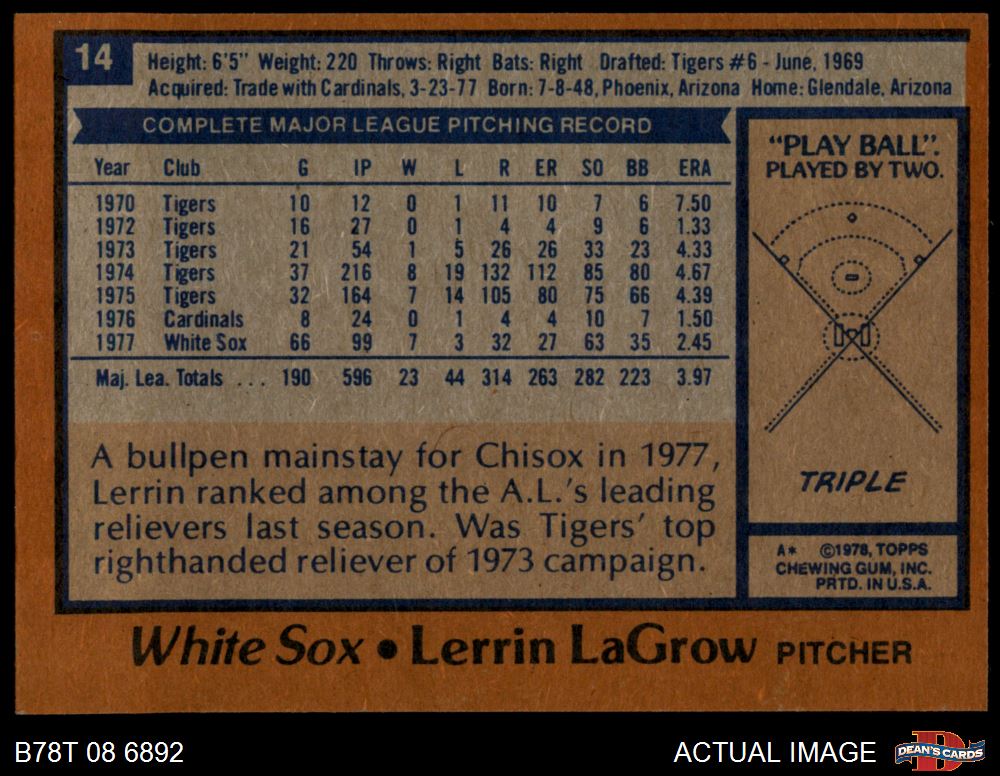 14
Height: 6'5" Weight: 220 Throws: Right Bats: Right Drafted: Tigers #6 - June, 1969
Acquired: Trade with Cardinals, 3-23-77 Born: 7-8-48, Phoenix, Arizona Home: Glendale, Arizona
COMPLETE MAJOR LEAGUE PITCHING RECORD
Year Club G IP W L R ER SO BB ERA
1970 Tigers 10 12 0 1 11 10 7 6 7.50
1972 Tigers 16 27 0 1 4 4 9 6 1.33
1973 Tigers 21 54 1 5 26 26 33 23 4.33
1974 Tigers 37 216 8 19 132 112 85 80 4.67
1975 Tigers 32 164 7 14 105 80 75 66 4.39
1976 Cardinals 8 24 0 1 4 4 10 7 1.50
1977 White Sox 66 99 7 3 32 27 63 35 2.45
Maj. Lea. Totals ... 190 596 23 44 314 263 282 223 3.97
A bullpen mainstay for Chisox in 1977,
Lerrin ranked among the A.L.'s leading
relievers last season. Was Tigers' top
righthanded reliever of 1973 campaign.
"PLAY BALL".
PLAYED BY TWO.
TRIPLE
A* ©1978, TOPPS
CHEWING GUM, INC.
PRTD. IN U.S.A.
White Sox • Lerrin LaGrow PITCHER
B78T 08 6892
ACTUAL IMAGE
D
DEAN'S CARDS